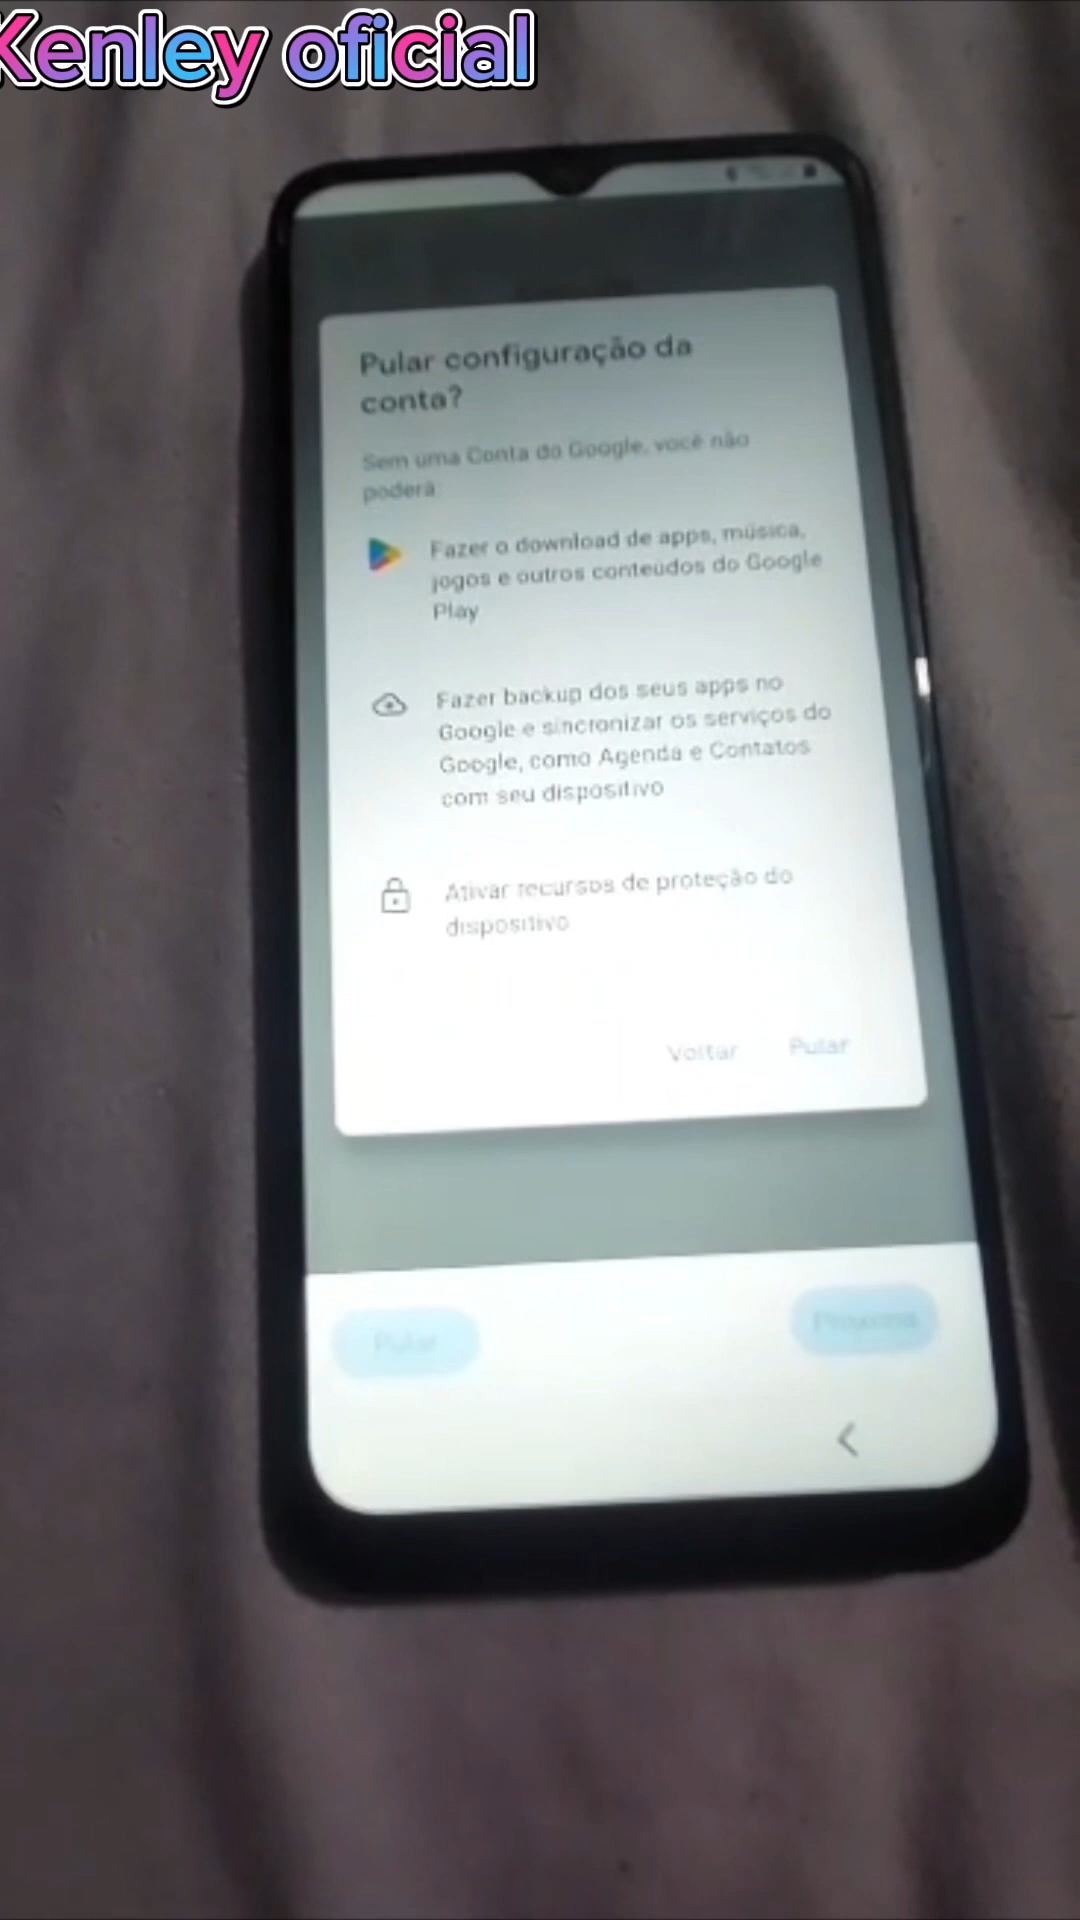 Kenley oficial
Pular configuração da
conta?
Sem uma Conta do Google, você não
poderá
Fazer o download de apps, música,
jogos e outros conteúdos do Google
Play
Fazer backup dos seus apps no
Google e sincronizar os serviços do
Google, como Agenda e Contatos
com seu dispositivo
Ativar recursos de proteção do
dispositivo
Voltar Pular
Pular